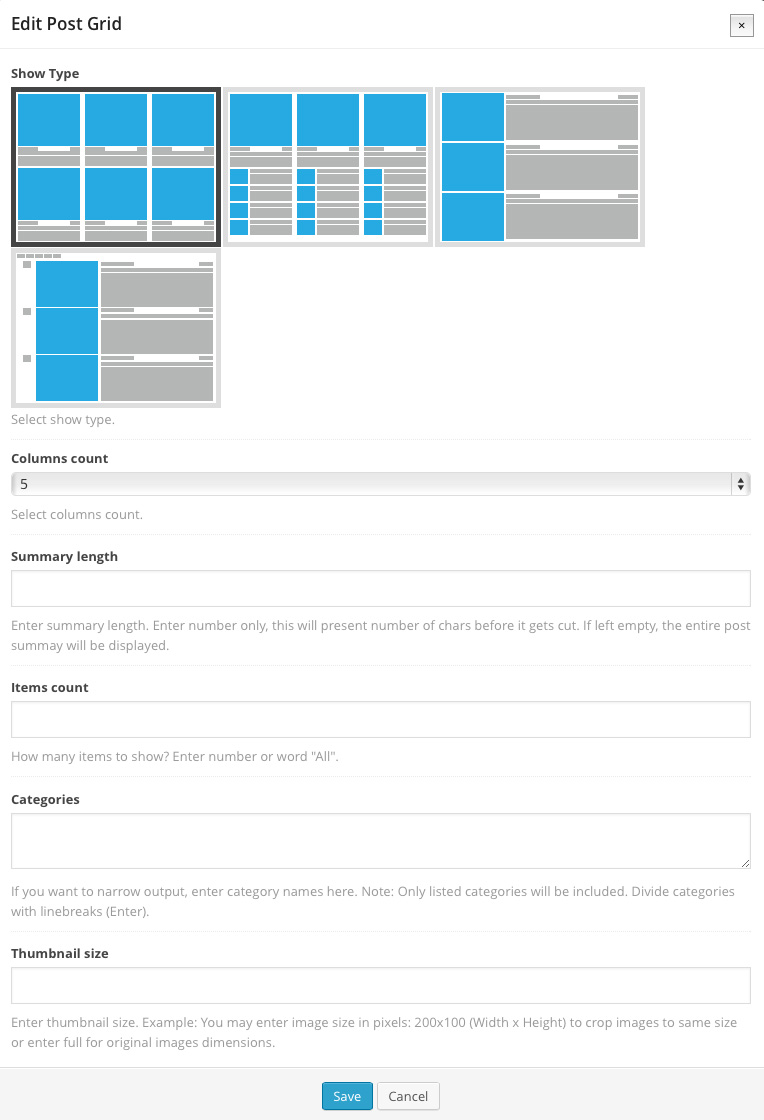 Edit Post Grid
×
Show Type
Select show type.
Columns count
5
Select columns count.
Summary length
Enter summary length. Enter number only, this will present number of chars before it gets cut. If left empty, the entire post
summay will be displayed.
Items count
How many items to show? Enter number or word "All".
Categories
If you want to narrow output, enter category names here. Note: Only listed categories will be included. Divide categories
with linebreaks (Enter).
Thumbnail size
Enter thumbnail size. Example: You may enter image size in pixels: 200x100 (Width x Height) to crop images to same size
or enter full for original images dimensions.
Save
Cancel